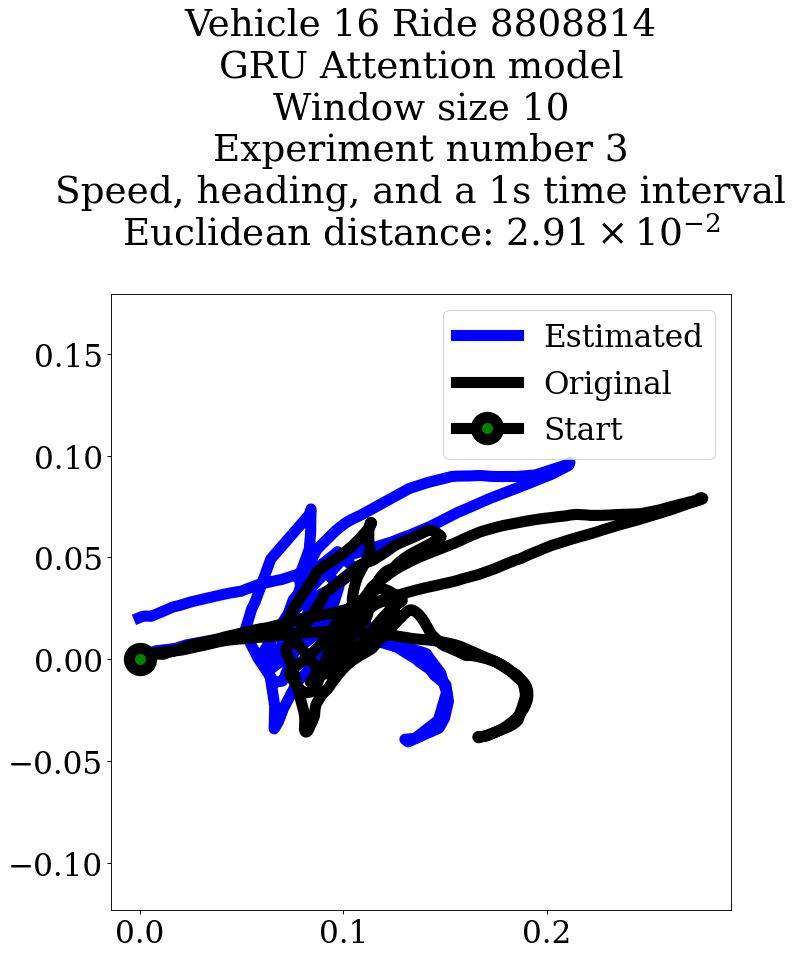 Vehicle 16 Ride 8808814
GRU Attention model
Window size 10
Experiment number 3
Speed, heading, and a 1s time interval
Euclidean distance: 2.91 × 10⁻²
Estimated
Original
Start
0.15
0.10
0.05
0.00
−0.05
−0.10
0.0 0.1 0.2